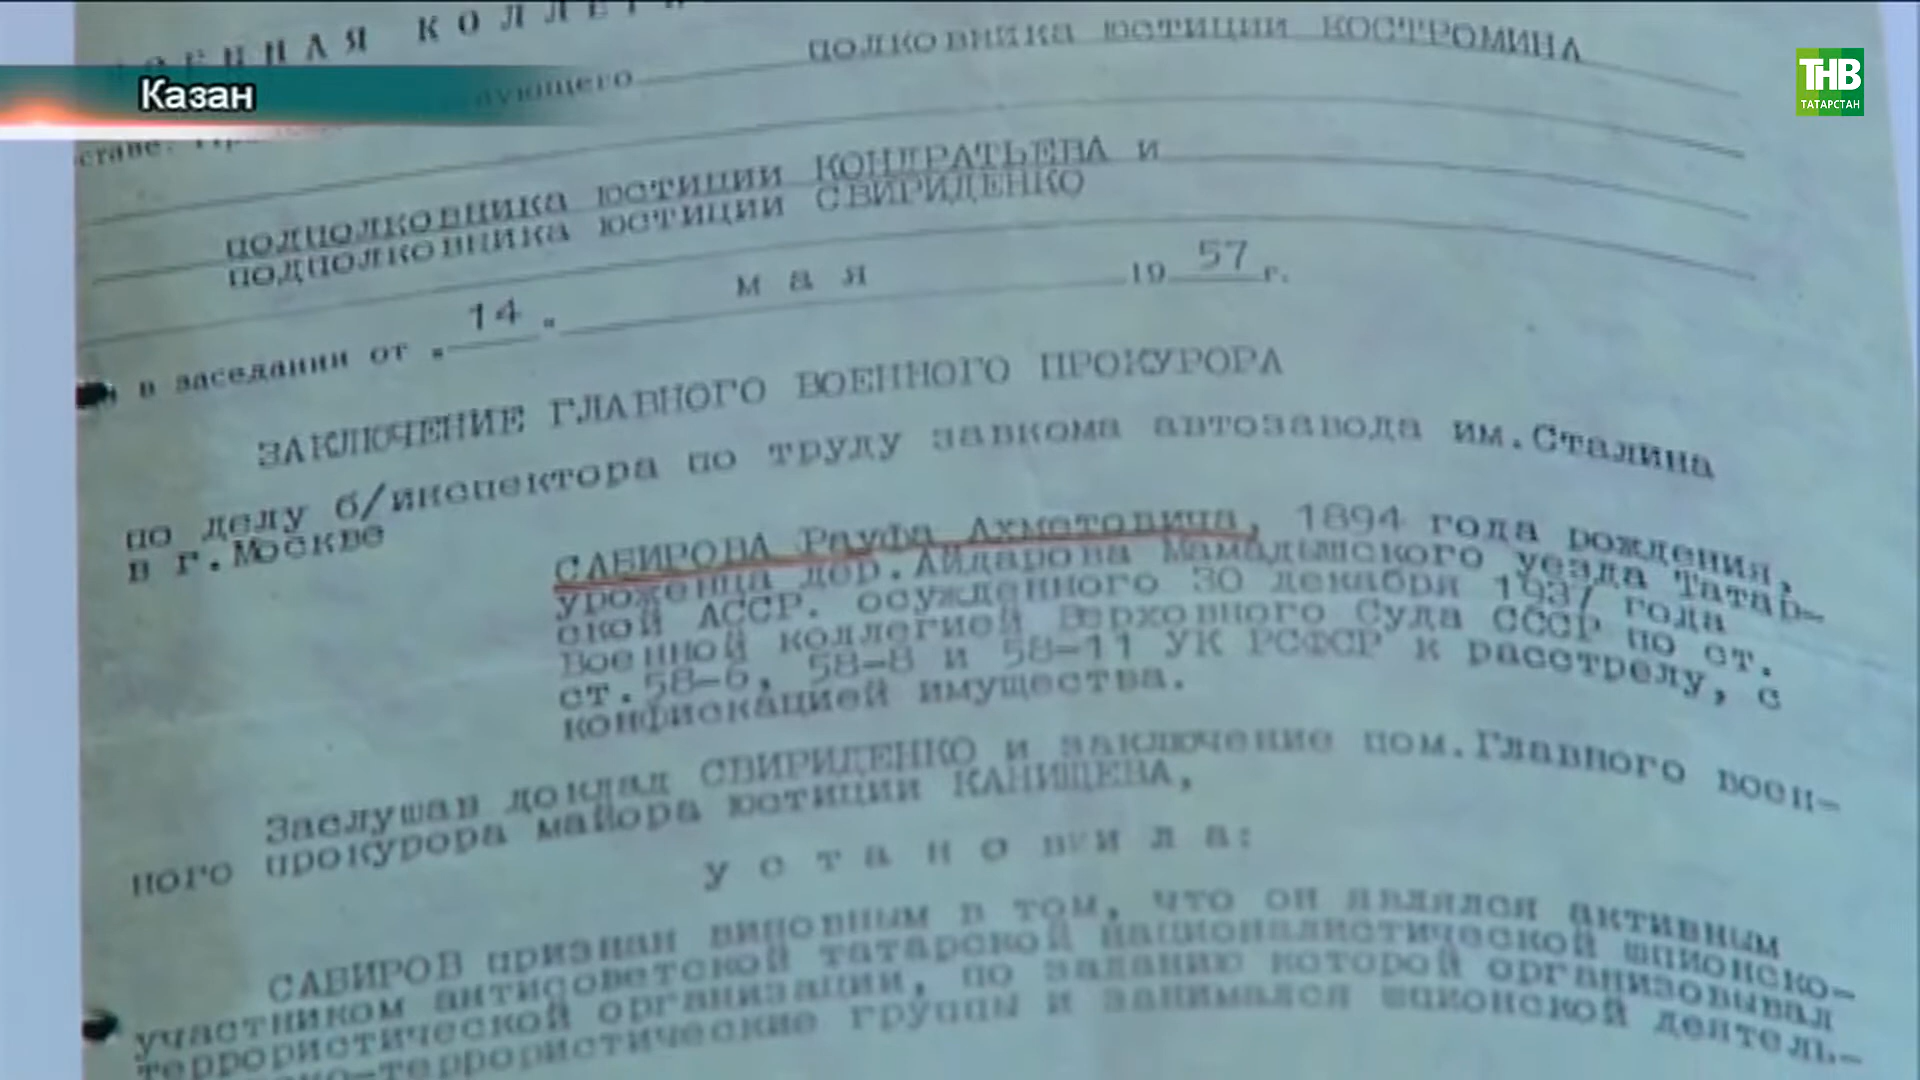 ВОЕННАЯ КОЛЛЕГИ
ПОЛКОВНИКА ЮСТИЦИИ КОСТРОМИНА
Казан
ТНВ
ТАТАРСТАН
ставе:
ПОДПОЛКОВНИКА ЮСТИЦИИ КОНДРАТЬЕВА и
ПОДПОЛКОВНИКА ЮСТИЦИИ СВИРИДЕНКО
в заседании от "14" мая 1957 г.
ЗАКЛЮЧЕНИЕ ГЛАВНОГО ВОЕННОГО ПРОКУРОРА
по делу б/инспектора по труду завкома автозавода им.Сталина
в г.Москве
САБИРОВА Рауфа Ахметовича, 1894 года рождения,
уроженца дер.Айдарова Мамадышского уезда Татар-
ской АССР. осужденного 30 декабря 1937 года
Военной коллегией Верховного Суда СССР по ст.
ст.58-6, 58-8 и 58-11 УК РСФСР к расстрелу, с
конфискацией имущества.
Заслушав доклад СВИРИДЕНКО и заключение пом.Главного воен-
ного прокурора майора юстиции КАНИЩЕВА,
установила:
САБИРОВ признан виновным в том, что он являлся активным
участником антисоветской татарской националистической шпионско-
террористической организации, по заданию которой организовывал
ско-террористические группы и занимался шпионской деятель-